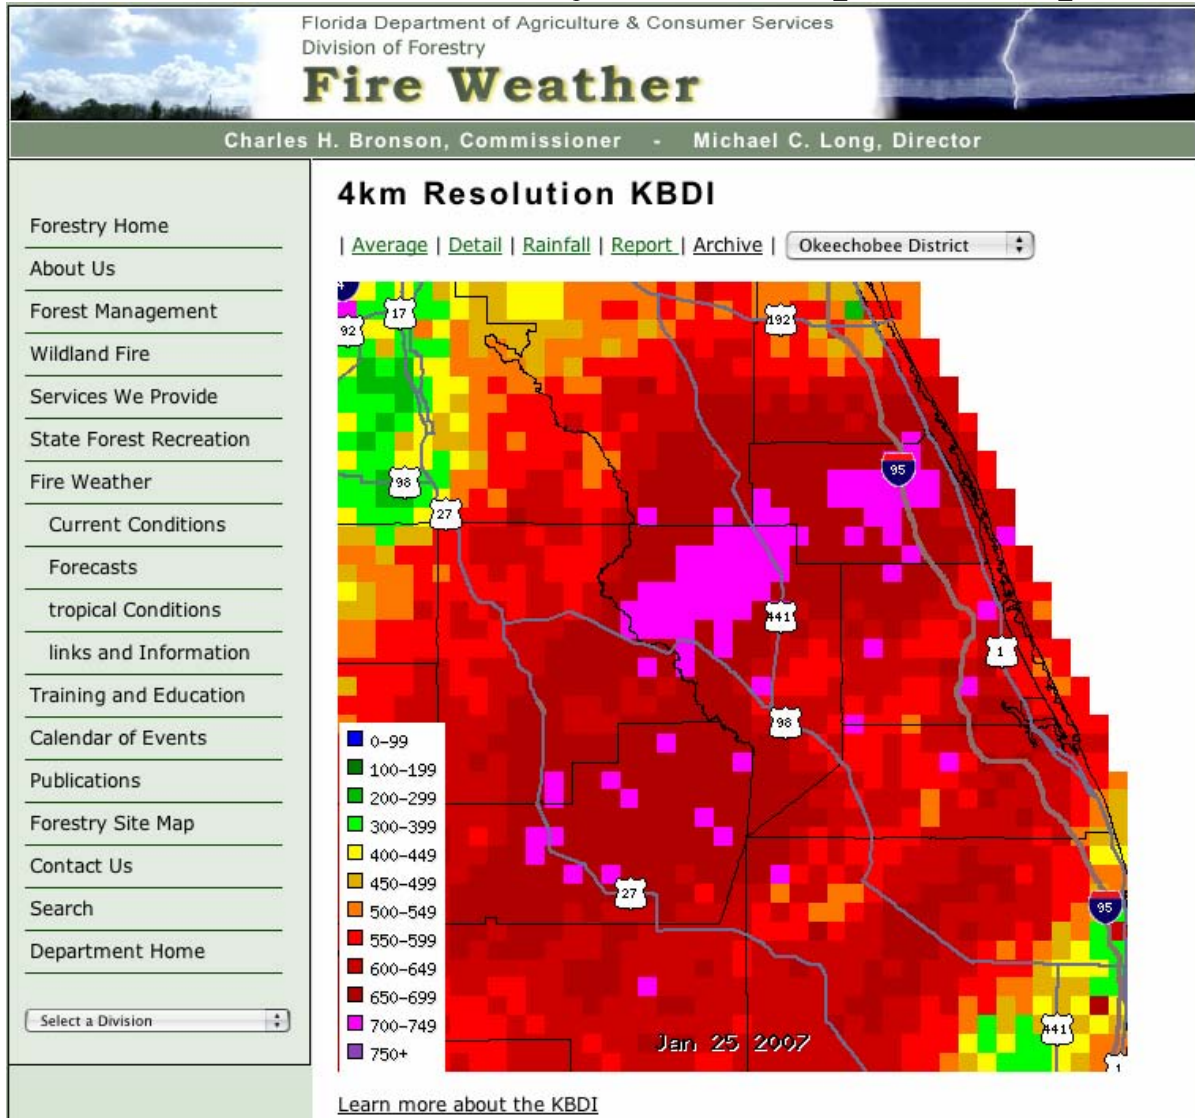 Florida Department of Agriculture & Consumer Services
Division of Forestry
Fire Weather
Charles H. Bronson, Commissioner - Michael C. Long, Director
Forestry Home
About Us
Forest Management
Wildland Fire
Services We Provide
State Forest Recreation
Fire Weather
Current Conditions
Forecasts
tropical Conditions
links and Information
Training and Education
Calendar of Events
Publications
Forestry Site Map
Contact Us
Search
Department Home
Select a Division
4km Resolution KBDI
| Average | Detail | Rainfall | Report | Archive | Okeechobee District
4
17
92
192
98
95
27
441
1
98
27
95
441
1
0-99
100-199
200-299
300-399
400-449
450-499
500-549
550-599
600-649
650-699
700-749
750+
Jan 25 2007
Learn more about the KBDI